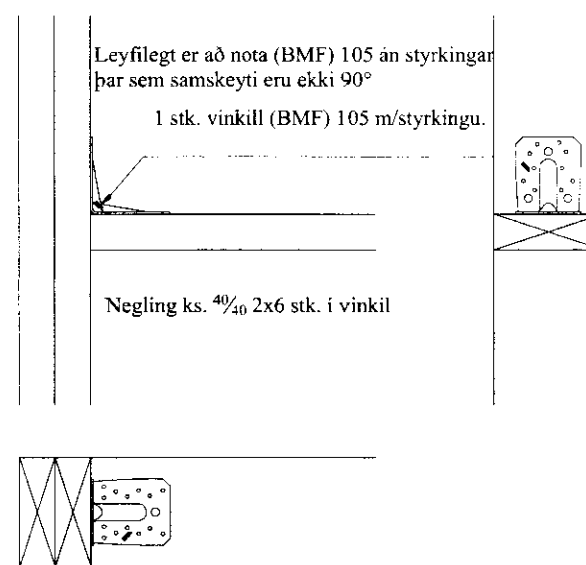 Leyfilegt er að nota (BMF) 105 án styrkingar
þar sem samskeyti eru ekki 90°
1 stk. vinkill (BMF) 105 m/styrkingu.
Negling ks. 40/40 2x6 stk. í vinkil